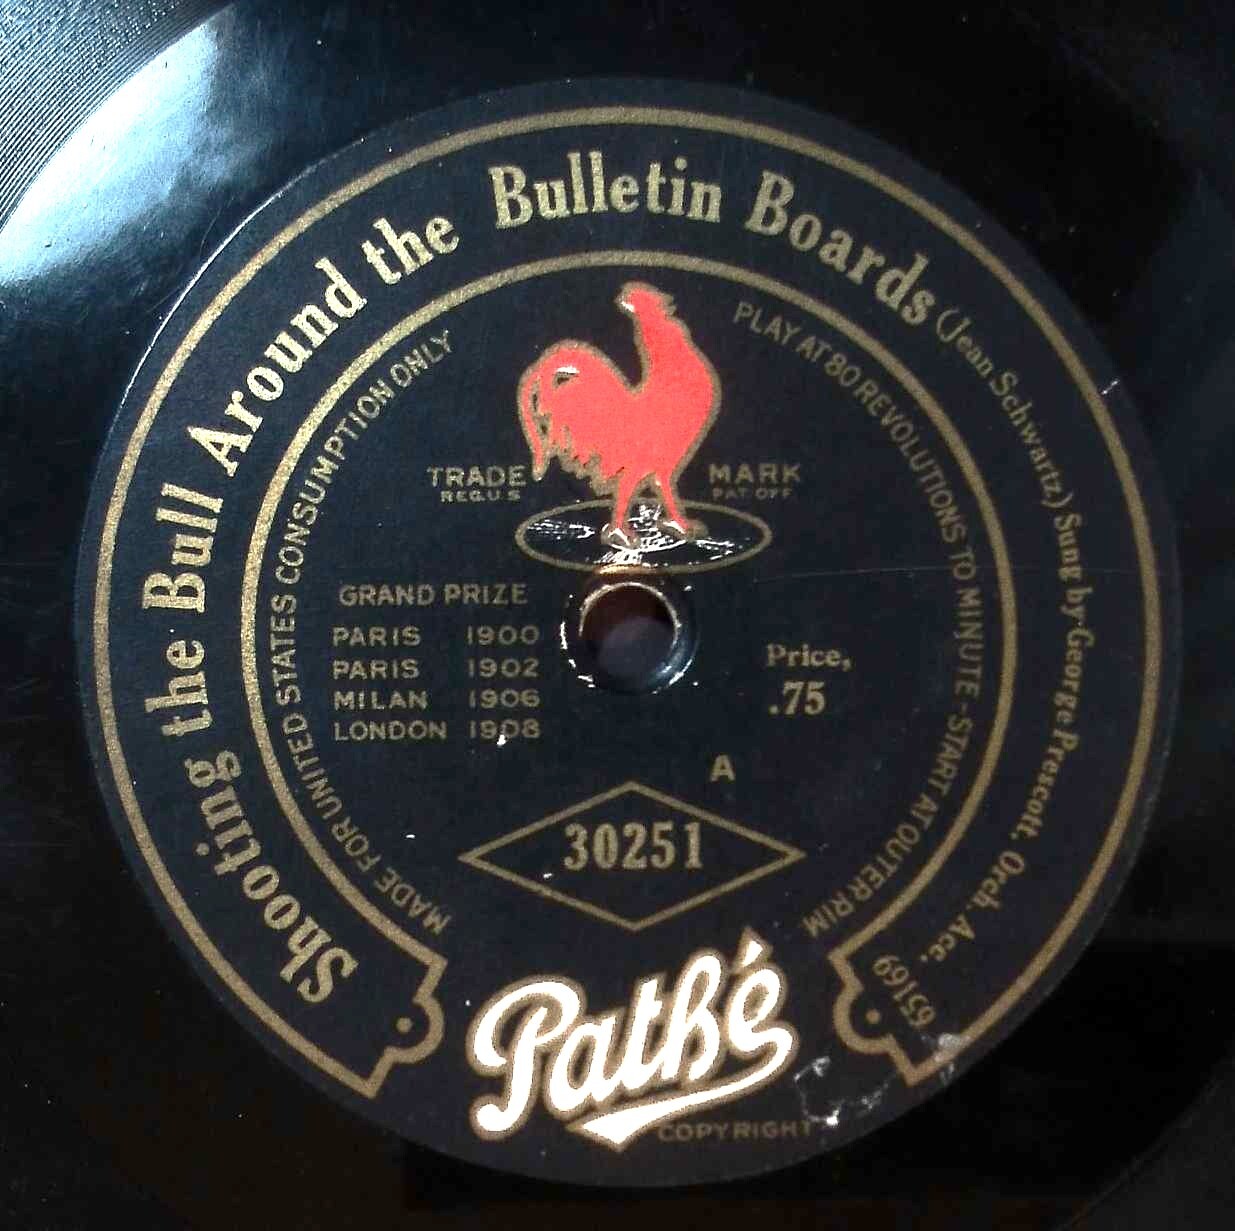 Shooting the Bull Around the Bulletin Boards (Jean Schwartz) Sung by George Prescott. Orch. Acc.
65169
MADE FOR UNITED STATES CONSUMPTION ONLY
PLAY AT 80 REVOLUTIONS TO MINUTE - START AT OUTER RIM
TRADE MARK
REG. U.S PAT OFF
GRAND PRIZE
PARIS 1900
PARIS 1902
MILAN 1906
LONDON 1908
Price,
.75
A
30251
Pathé
COPYRIGHT